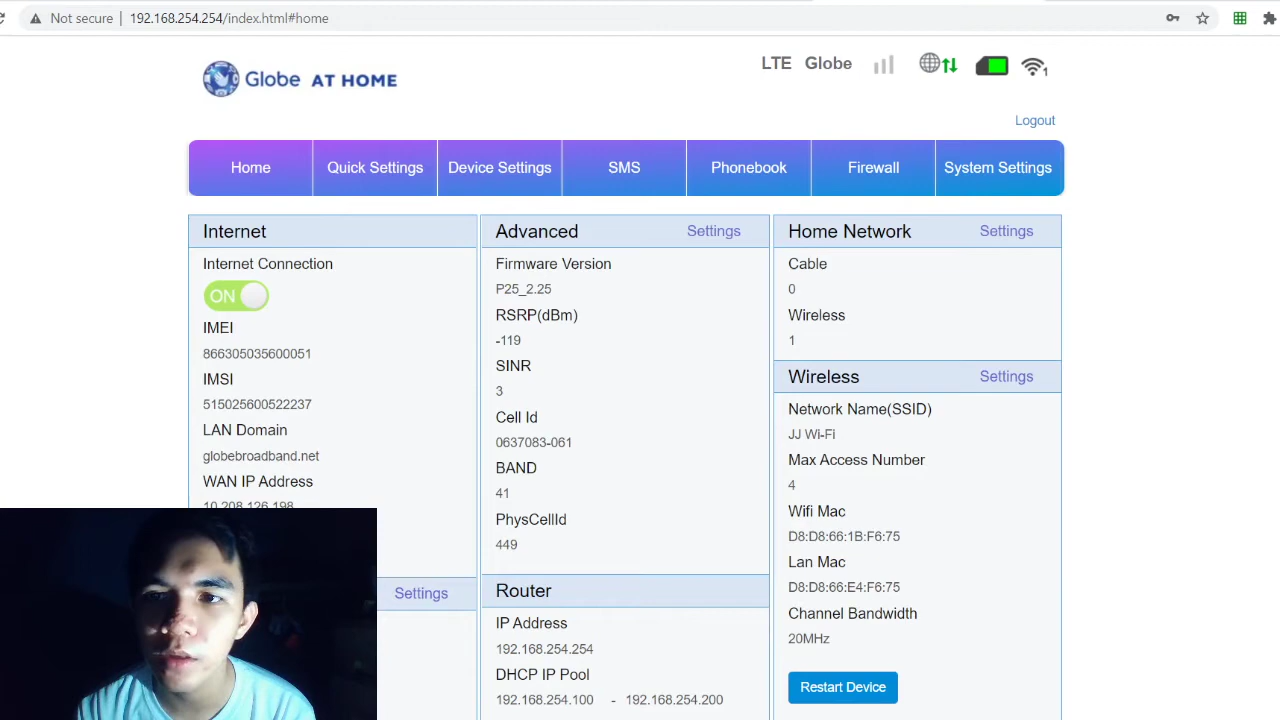 Not secure | 192.168.254.254/index.html#home
Globe AT HOME
LTE Globe 1
Logout
Home Quick Settings Device Settings SMS Phonebook Firewall System Settings
Internet
Internet Connection
ON
IMEI
866305035600051
IMSI
515025600522237
LAN Domain
globebroadband.net
WAN IP Address
10.208.126.198
Settings
Advanced Settings
Firmware Version
P25_2.25
RSRP(dBm)
-119
SINR
3
Cell Id
0637083-061
BAND
41
PhysCellId
449
Router
IP Address
192.168.254.254
DHCP IP Pool
192.168.254.100 - 192.168.254.200
Home Network Settings
Cable
0
Wireless
1
Wireless Settings
Network Name(SSID)
JJ Wi-Fi
Max Access Number
4
Wifi Mac
D8:D8:66:1B:F6:75
Lan Mac
D8:D8:66:E4:F6:75
Channel Bandwidth
20MHz
Restart Device